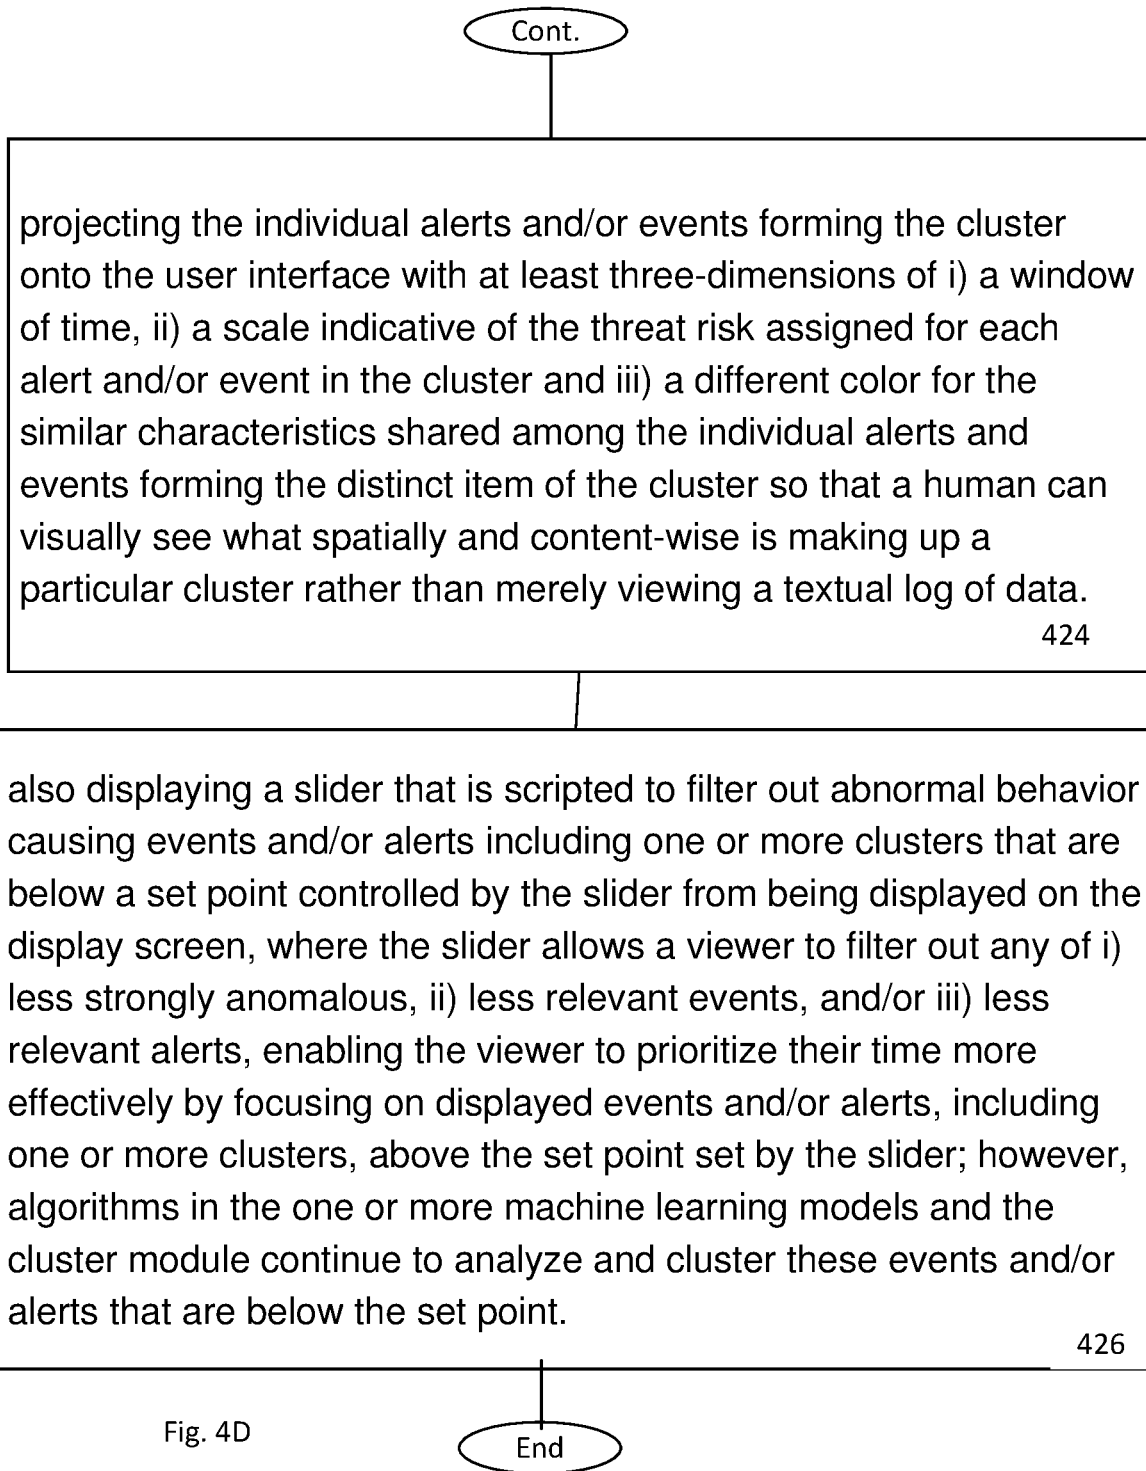 Cont.
projecting the individual alerts and/or events forming the cluster
onto the user interface with at least three-dimensions of i) a window
of time, ii) a scale indicative of the threat risk assigned for each
alert and/or event in the cluster and iii) a different color for the
similar characteristics shared among the individual alerts and
events forming the distinct item of the cluster so that a human can
visually see what spatially and content-wise is making up a
particular cluster rather than merely viewing a textual log of data.
424
also displaying a slider that is scripted to filter out abnormal behavior
causing events and/or alerts including one or more clusters that are
below a set point controlled by the slider from being displayed on the
display screen, where the slider allows a viewer to filter out any of i)
less strongly anomalous, ii) less relevant events, and/or iii) less
relevant alerts, enabling the viewer to prioritize their time more
effectively by focusing on displayed events and/or alerts, including
one or more clusters, above the set point set by the slider; however,
algorithms in the one or more machine learning models and the
cluster module continue to analyze and cluster these events and/or
alerts that are below the set point.
426
Fig. 4D
End